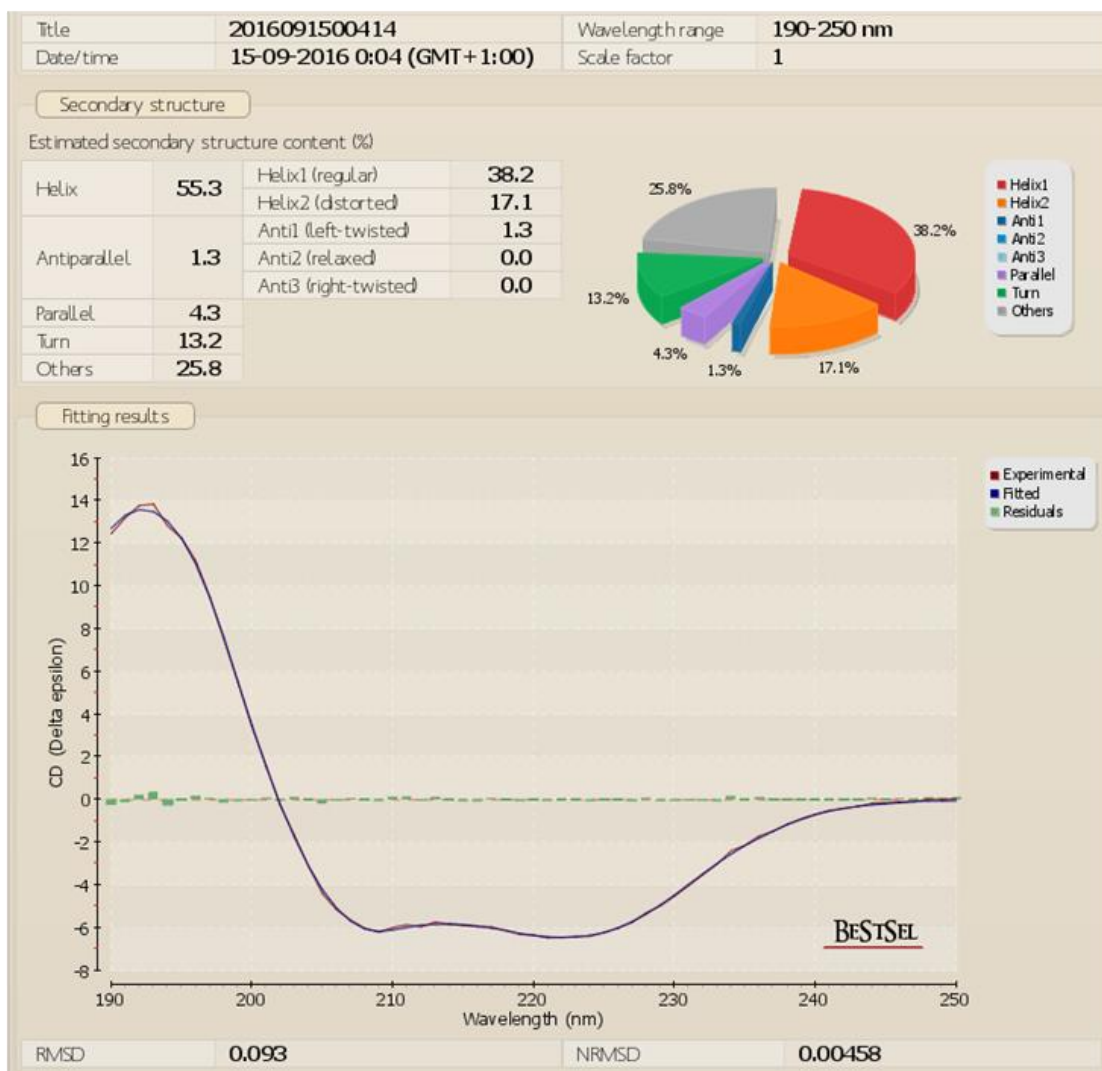 Title 2016091500414 Wavelength range 190-250 nm
Date/time 15-09-2016 0:04 (GMT+1:00) Scale factor 1
Secondary structure
Estimated secondary structure content (%)
Helix 55.3 Helix1 (regular) 38.2
Helix2 (distorted) 17.1
Antiparallel 1.3 Anti1 (left-twisted) 1.3
Anti2 (relaxed) 0.0
Anti3 (right-twisted) 0.0
Parallel 4.3
Turn 13.2
Others 25.8
25.8%
38.2%
13.2%
4.3%
1.3%
17.1%
Helix1
Helix2
Anti1
Anti2
Anti3
Parallel
Turn
Others
Fitting results
CD (Delta epsilon)
16
14
12
10
8
6
4
2
0
-2
-4
-6
-8
Experimental
Fitted
Residuals
BESTSEL
190 200 210 220 230 240 250
Wavelength (nm)
RMSD 0.093 NRMSD 0.00458